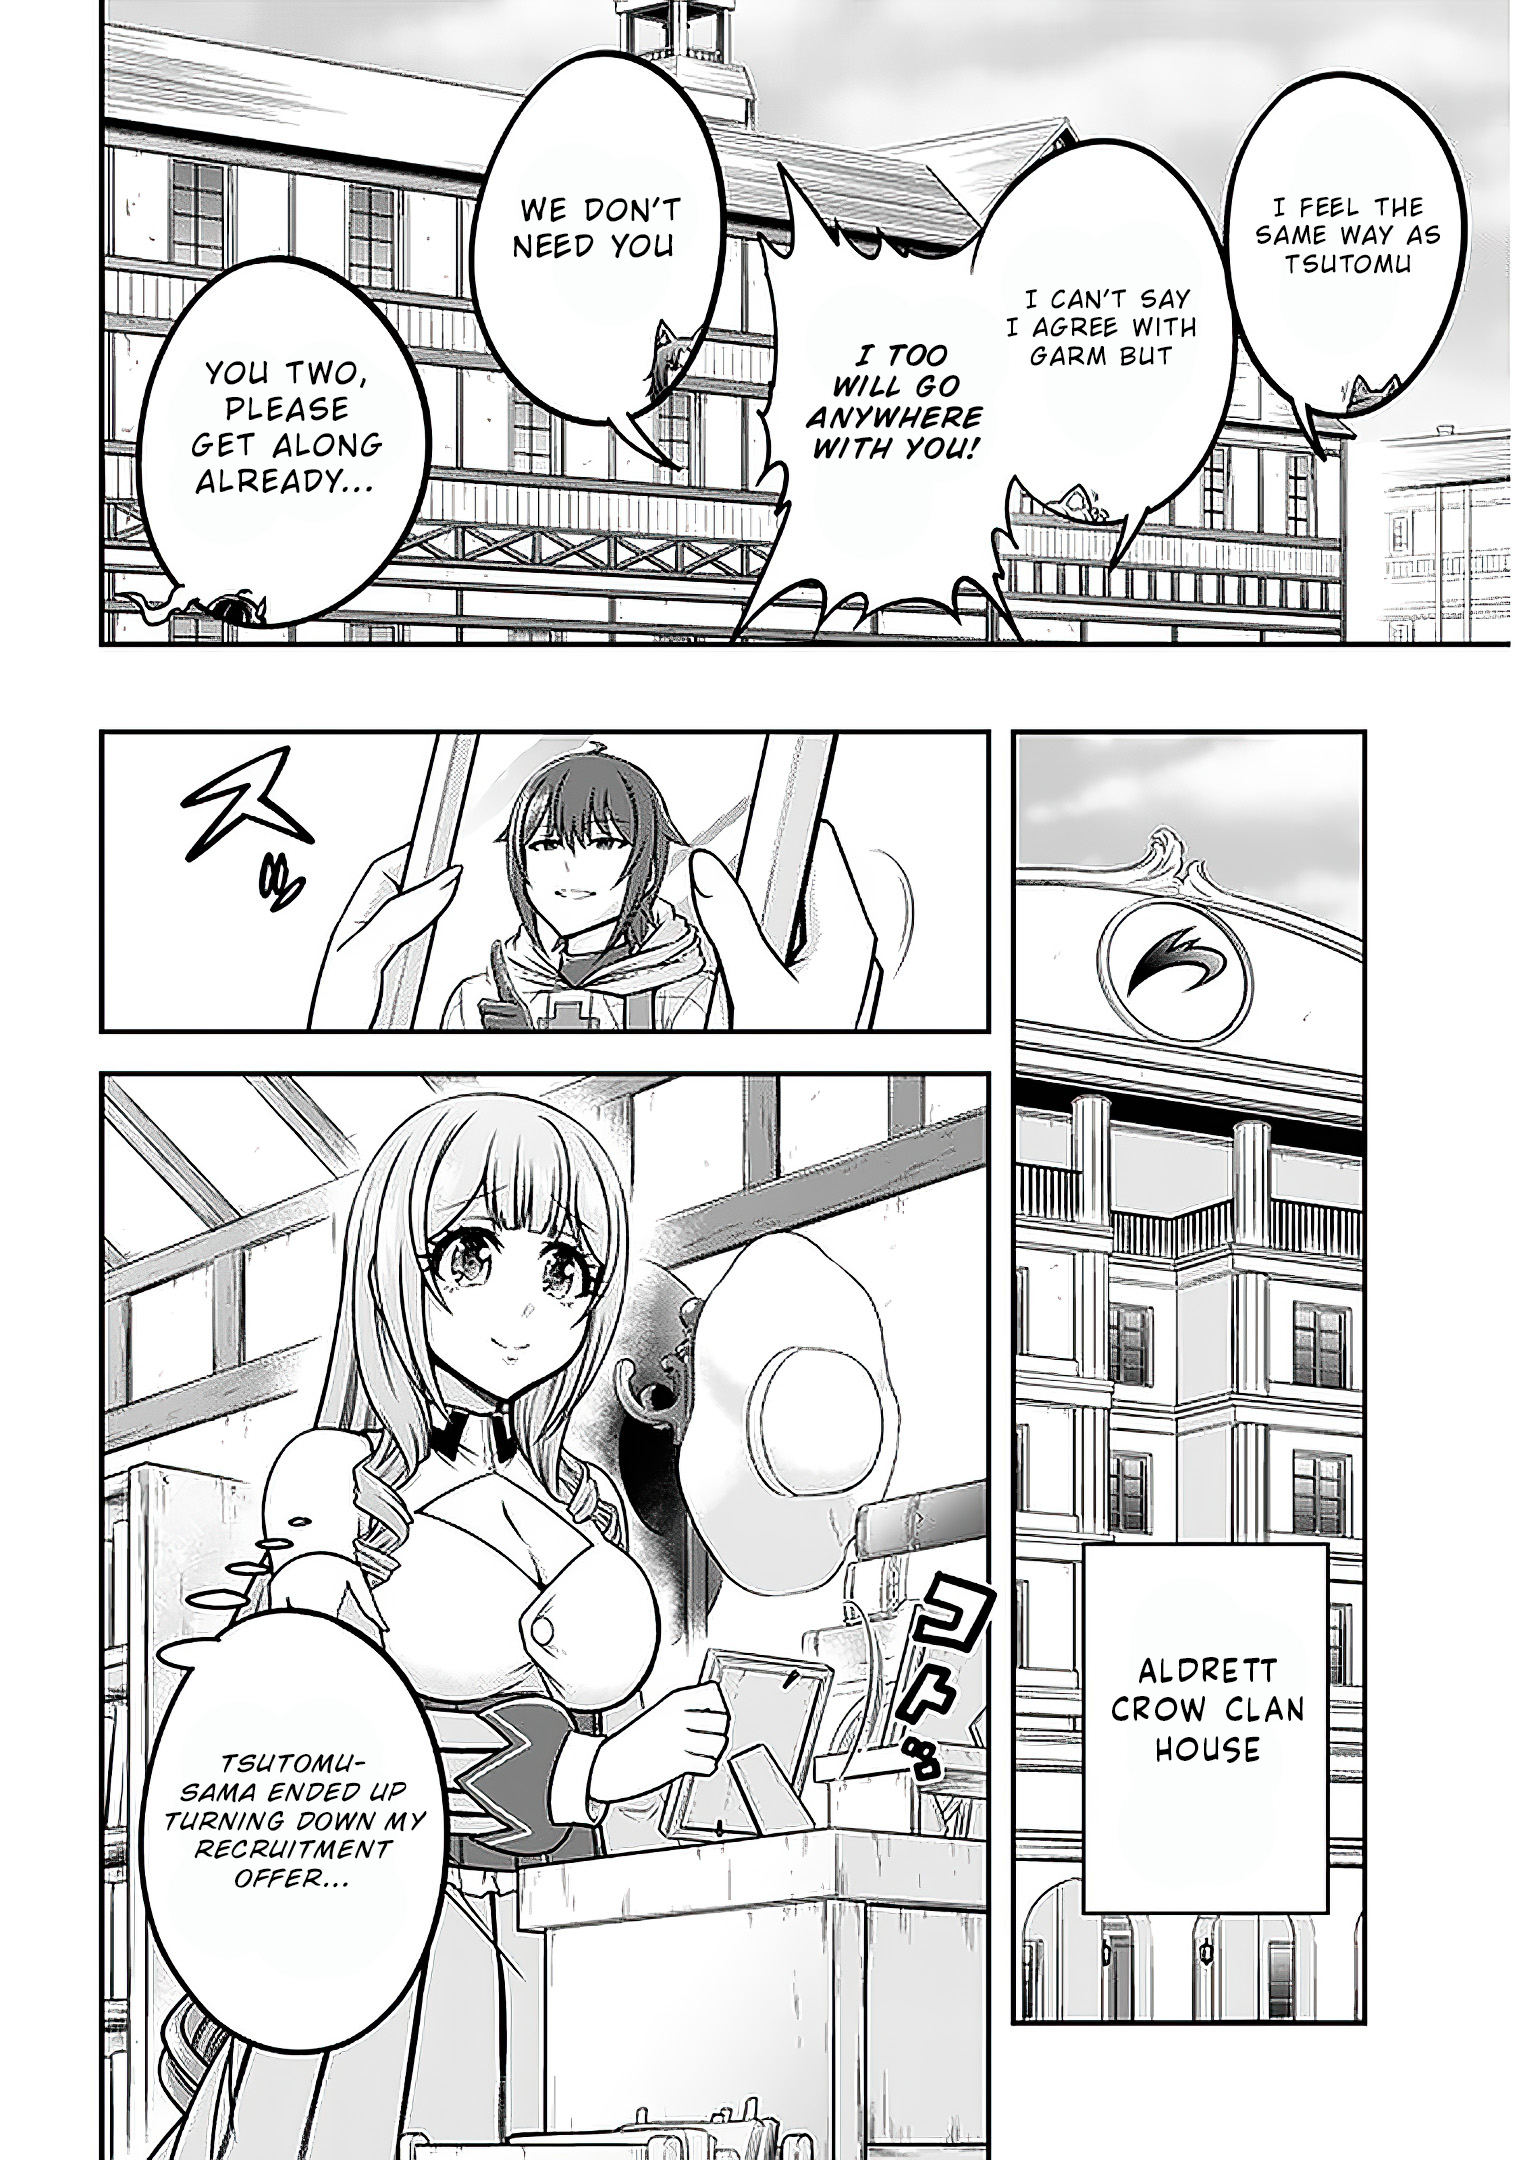 I FEEL THE
SAME WAY AS
TSUTOMU
I CAN'T SAY
I AGREE WITH
GARM BUT
I TOO
WILL GO
ANYWHERE
WITH YOU!
WE DON'T
NEED YOU
YOU TWO,
PLEASE
GET ALONG
ALREADY...
ALDRETT
CROW CLAN
HOUSE
ス
コトッ
TSUTOMU-
SAMA ENDED UP
TURNING DOWN MY
RECRUITMENT
OFFER...